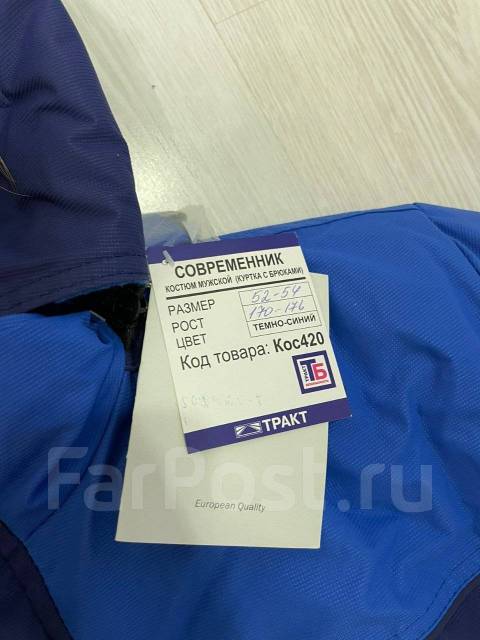 СОВРЕМЕННИК
КОСТЮМ МУЖСКОЙ (КУРТКА С БРЮКАМИ)
РАЗМЕР 52-54
РОСТ 170-176
ЦВЕТ ТЕМНО-СИНИЙ
Код товара: Кос420
ТРАКТ
ТБ
ТРАКТ
European Quality
FarPost.ru